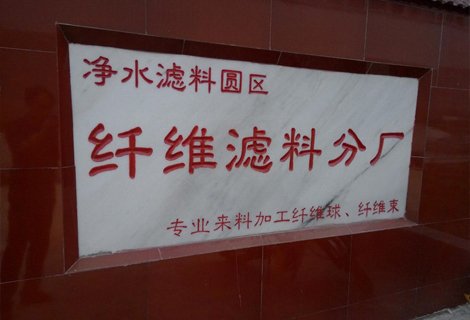 净水滤料圆区
纤维滤料分厂
专业来料加工纤维球、纤维束